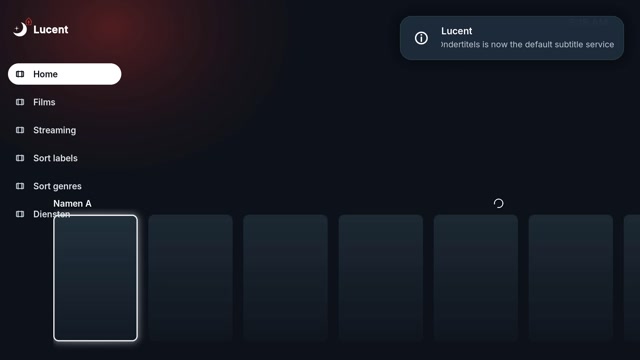 Lucent
Lucent
Ondertitels is now the default subtitle service
Home
Films
Streaming
Sort labels
Sort genres
Namen A
Diensten